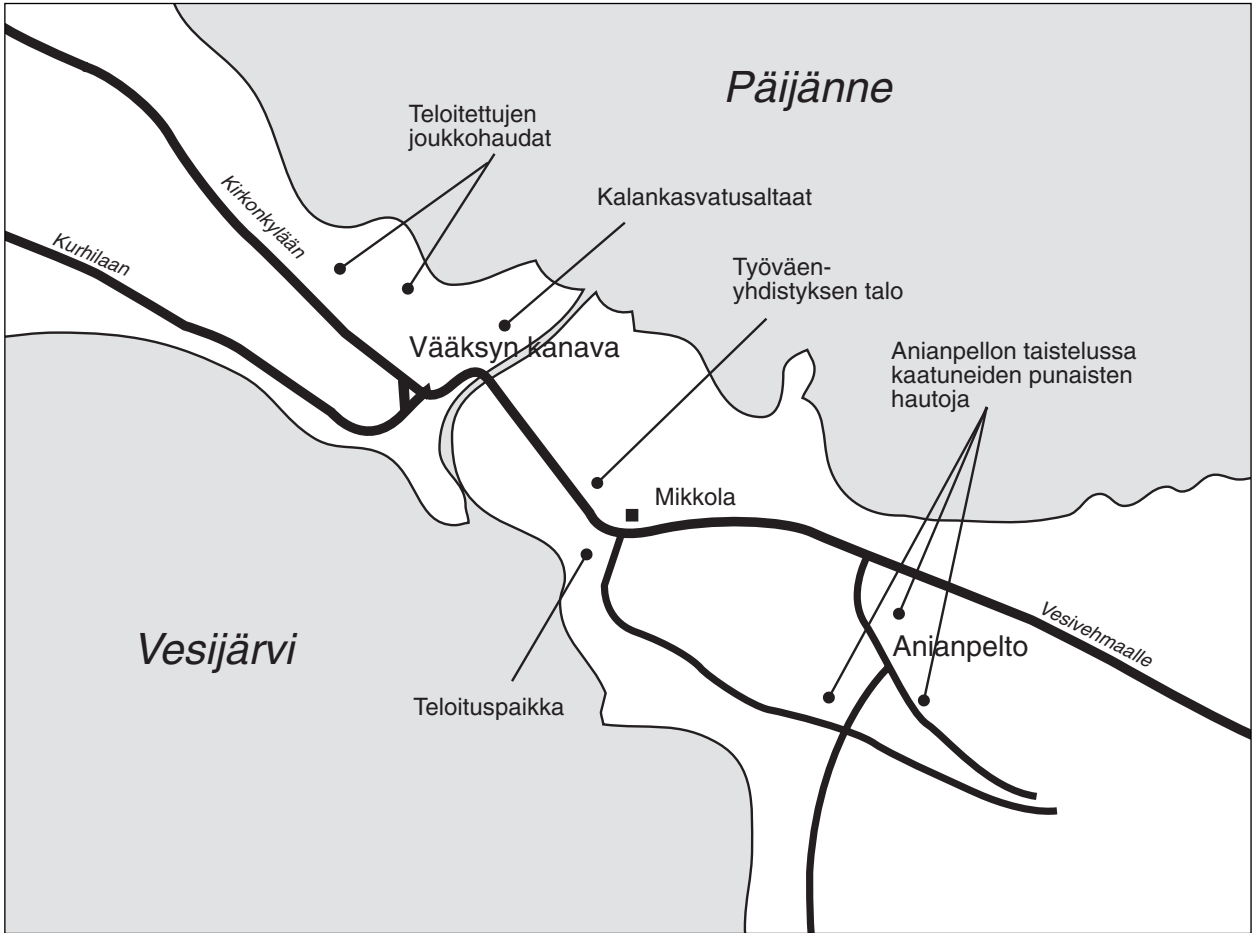 Päijänne
Teloitettujen
joukkohaudat
Kalankasvatusaltaat
Kirkonkylään
Kurhilaan
Työväen-
yhdistyksen talo
Vääksyn kanava
Anianpellon taistelussa
kaatuneiden punaisten
hautoja
Mikkola
Vesivehmaalle
Anianpelto
Vesijärvi
Teloituspaikka